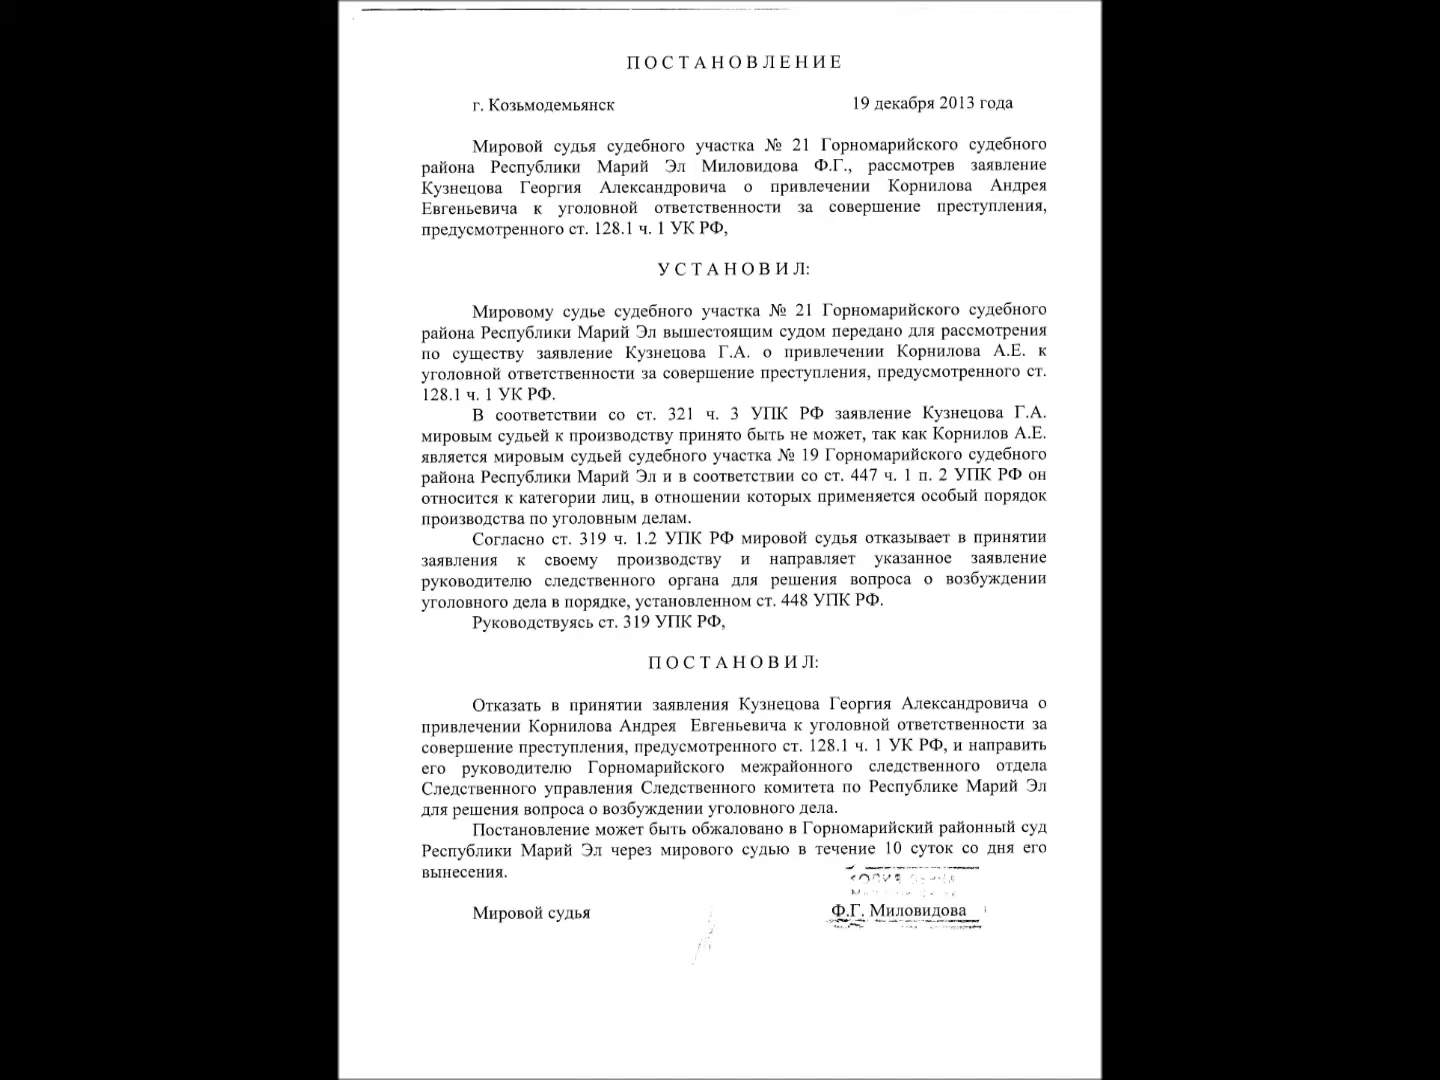 ПОСТАНОВЛЕНИЕ
г. Козьмодемьянск 19 декабря 2013 года
Мировой судья судебного участка № 21 Горномарийского судебного
района Республики Марий Эл Миловидова Ф.Г., рассмотрев заявление
Кузнецова Георгия Александровича о привлечении Корнилова Андрея
Евгеньевича к уголовной ответственности за совершение преступления,
предусмотренного ст. 128.1 ч. 1 УК РФ,
УСТАНОВИЛ:
Мировому судье судебного участка № 21 Горномарийского судебного
района Республики Марий Эл вышестоящим судом передано для рассмотрения
по существу заявление Кузнецова Г.А. о привлечении Корнилова А.Е. к
уголовной ответственности за совершение преступления, предусмотренного ст.
128.1 ч. 1 УК РФ.
В соответствии со ст. 321 ч. 3 УПК РФ заявление Кузнецова Г.А.
мировым судьей к производству принято быть не может, так как Корнилов А.Е.
является мировым судьей судебного участка № 19 Горномарийского судебного
района Республики Марий Эл и в соответствии со ст. 447 ч. 1 п. 2 УПК РФ он
относится к категории лиц, в отношении которых применяется особый порядок
производства по уголовным делам.
Согласно ст. 319 ч. 1.2 УПК РФ мировой судья отказывает в принятии
заявления к своему производству и направляет указанное заявление
руководителю следственного органа для решения вопроса о возбуждении
уголовного дела в порядке, установленном ст. 448 УПК РФ.
Руководствуясь ст. 319 УПК РФ,
ПОСТАНОВИЛ:
Отказать в принятии заявления Кузнецова Георгия Александровича о
привлечении Корнилова Андрея Евгеньевича к уголовной ответственности за
совершение преступления, предусмотренного ст. 128.1 ч. 1 УК РФ, и направить
его руководителю Горномарийского межрайонного следственного отдела
Следственного управления Следственного комитета по Республике Марий Эл
для решения вопроса о возбуждении уголовного дела.
Постановление может быть обжаловано в Горномарийский районный суд
Республики Марий Эл через мирового судью в течение 10 суток со дня его
вынесения.
Мировой судья Ф.Г. Миловидова